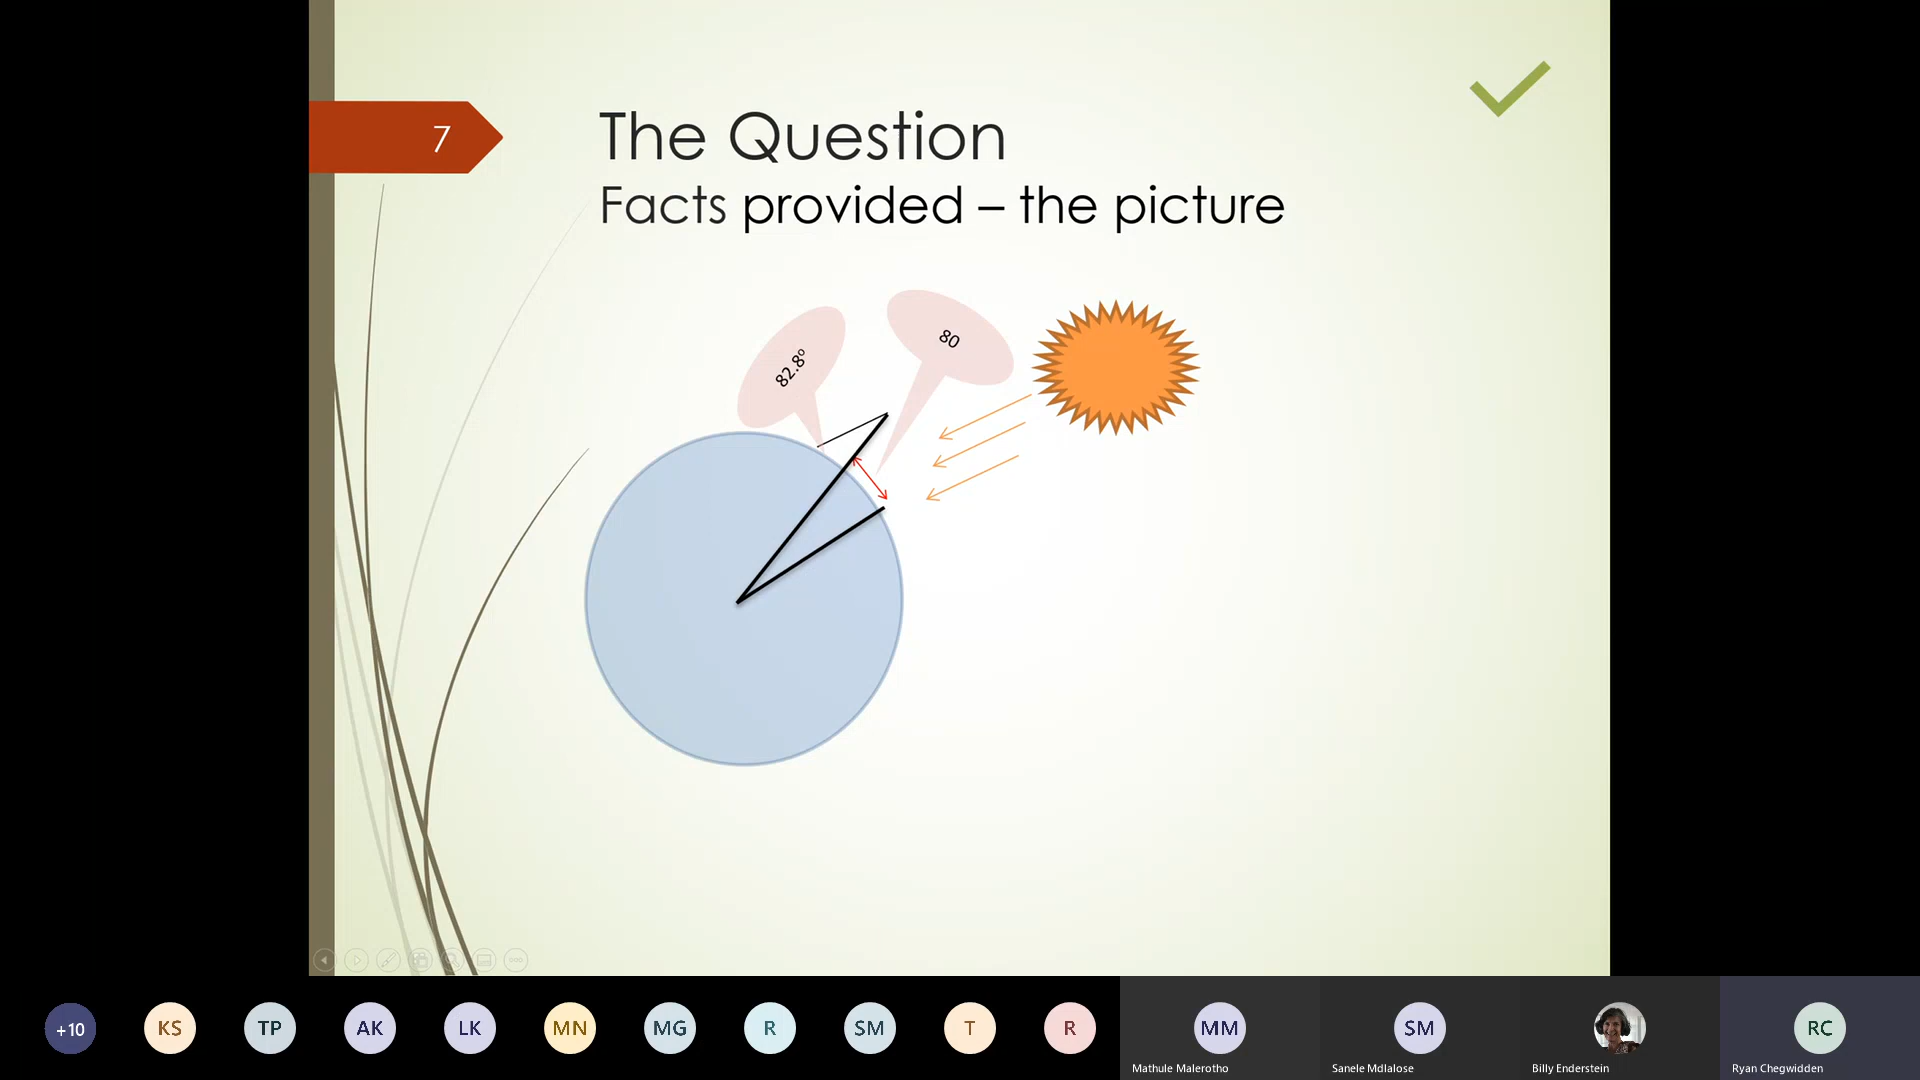 7
The Question
Facts provided – the picture
82.8º
80
+10
KS
TP
AK
LK
MN
MG
R
SM
T
R
MM
SM
RC
Mathule Malerotho
Sanele Mdlalose
Billy Enderstein
Ryan Chegwidden